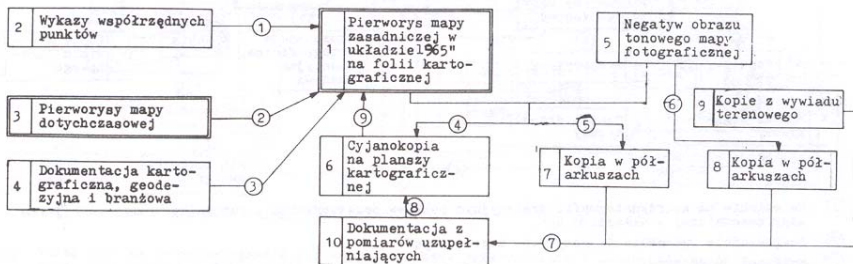 2 Wykazy współrzędnych
punktów
1
1 Pierworys mapy
zasadniczej w
układzie1965"
na folii karto-
graficznej
5 Negatyw obrazu
tonowego mapy
fotograficznej
3 Pierworysy mapy
dotychczasowej
2
9
4
5
6
9 Kopie z wywiadu
terenowego
4 Dokumentacja karto-
graficzna, geode-
zyjna i branżowa
3
6 Cyjanokopia
na planszy
kartograficz-
nej
7 Kopia w pół-
arkuszach
8 Kopia w pół-
arkuszach
8
10 Dokumentacja z
pomiarów uzupeł-
niających
7